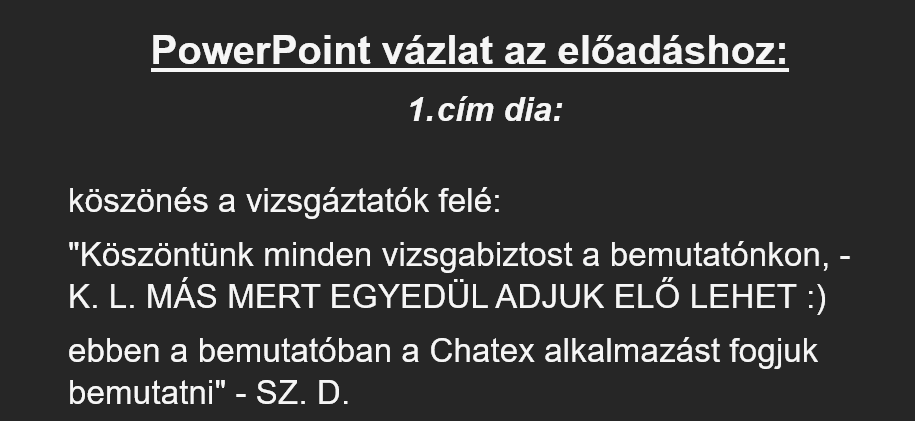 PowerPoint vázlat az előadáshoz:
1.cím dia:
köszönés a vizsgáztatók felé:
"Köszöntünk minden vizsgabiztost a bemutatónkon, -
K. L. MÁS MERT EGYEDÜL ADJUK ELŐ LEHET :)
ebben a bemutatóban a Chatex alkalmazást fogjuk
bemutatni" - SZ. D.